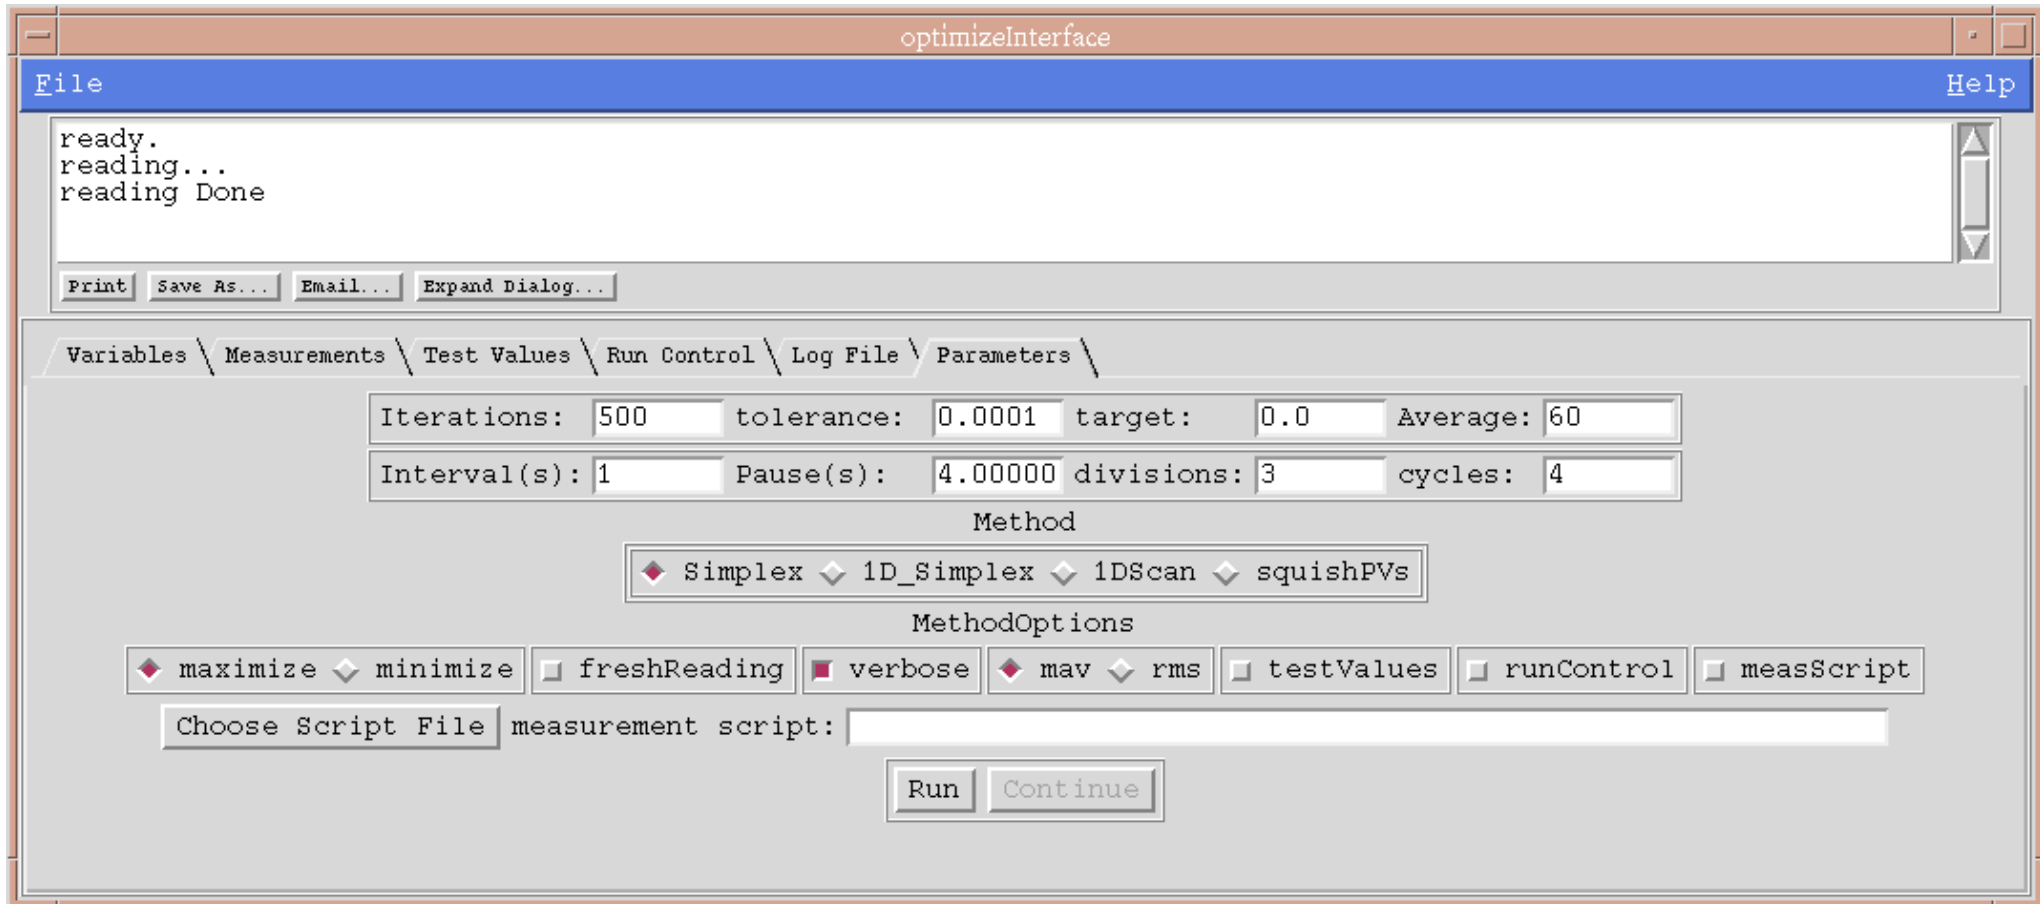 optimizeInterface
File Help
ready.
reading...
reading Done
Print Save As... Email... Expand Dialog...
Variables Measurements Test Values Run Control Log File Parameters
Iterations: 500 tolerance: 0.0001 target: 0.0 Average: 60
Interval(s): 1 Pause(s): 4.00000 divisions: 3 cycles: 4
Method
Simplex 1D_Simplex 1DScan squishPVs
MethodOptions
maximize minimize freshReading verbose mav rms testValues runControl measScript
Choose Script File measurement script:
Run Continue